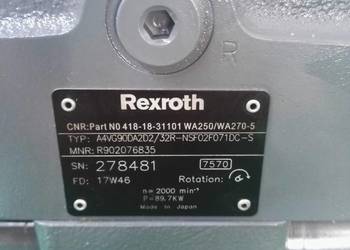 R
Rexroth
CNR:Part NO 418-18-31101 WA250/WA270-5
TYP: A4VG90DA2D2/32R-NSF02F071DC-S
MNR: R902076835
SN: 278481 7570
FD: 17W46 Rotation:
n= 2000 min⁻¹
P=89.7KW
Made in Japan